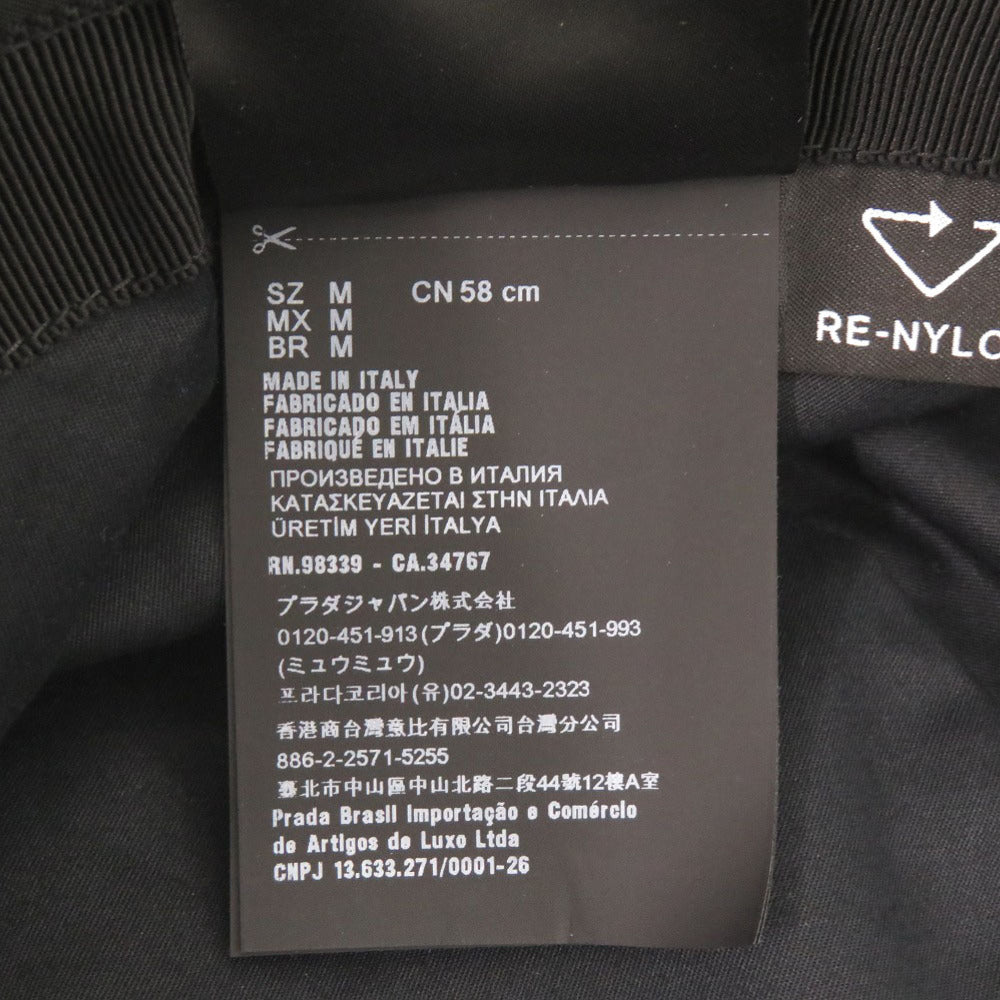 SZ M CN 58 cm
MX M
BR M
MADE IN ITALY
FABRICADO EN ITALIA
FABRICADO EM ITÁLIA
FABRIQUÉ EN ITALIE
ПРОИЗВЕДЕНО В ИТАЛИЯ
ΚΑΤΑΣΚΕΥΑΖΕΤΑΙ ΣΤΗΝ ΙΤΑΛΙΑ
ÜRETİM YERİ İTALYA
RN.98339 - CA.34767
プラダジャパン株式会社
0120-451-913(プラダ)0120-451-993
(ミュウミュウ)
프라다코리아(유)02-3443-2323
香港商台灣意比有限公司台灣分公司
886-2-2571-5255
臺北市中山區中山北路二段44號12樓A室
Prada Brasil Importação e Comércio
de Artigos de Luxo Ltda
CNPJ 13.633.271/0001-26
RE-NYLO